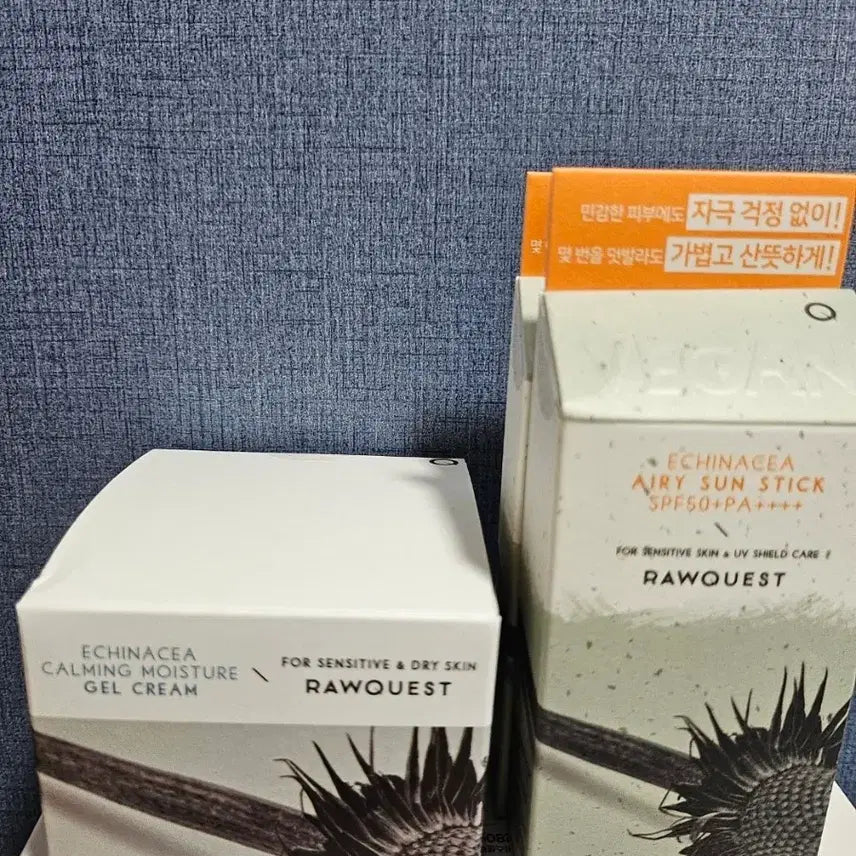 민감한 피부에도 자극 걱정 없이!
몇 번을 덧발라도 가볍고 산뜻하게!
몇
VEGAN
ECHINACEA
AIRY SUN STICK
SPF50+PA++++
FOR SENSITIVE SKIN & UV SHIELD CARE
RAWQUEST
ECHINACEA
CALMING MOISTURE
GEL CREAM
FOR SENSITIVE & DRY SKIN
RAWQUEST